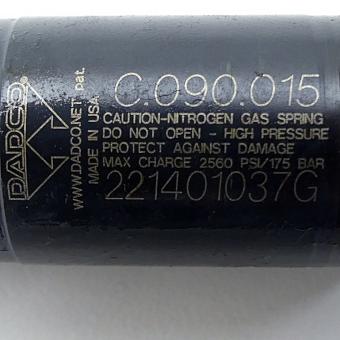 DADCO®
WWW.DADCO.NET pat.
MADE IN USA
C.090.015
CAUTION-NITROGEN GAS SPRING
DO NOT OPEN - HIGH PRESSURE
PROTECT AGAINST DAMAGE
MAX CHARGE 2560 PSI/175 BAR
221401037G